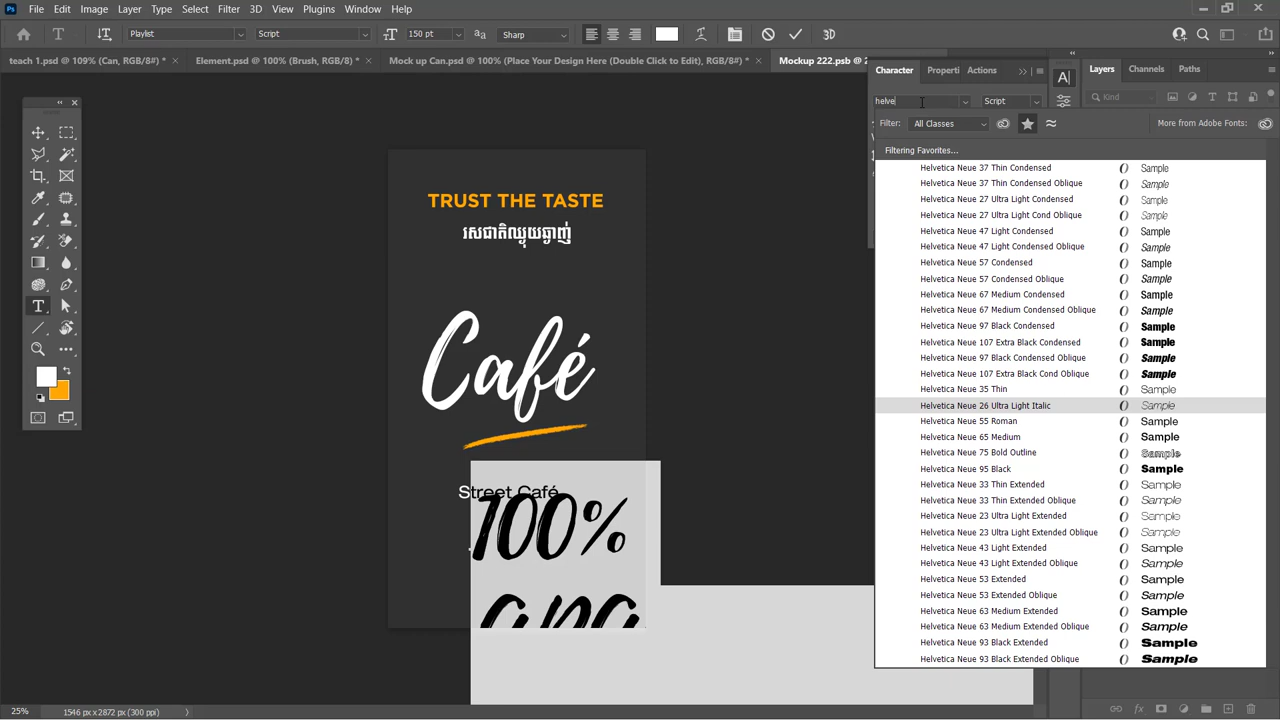 File Edit Image Layer Type Select Filter 3D View Plugins Window Help
Playlist Script 150 pt Sharp 3D
teach 1.psd @ 109% (Can, RGB/8#) * Element.psd @ 100% (Brush, RGB/8#) * Mock up Can.psd @ 100% (Place Your Design Here (Double Click to Edit), RGB/8#) * Mockup 222.psb @ 2
Character Properti Actions Layers Channels Paths
helve Script Kind
Filter: All Classes More from Adobe Fonts:
Filtering Favorites...
Helvetica Neue 37 Thin Condensed Sample
Helvetica Neue 37 Thin Condensed Oblique Sample
Helvetica Neue 27 Ultra Light Condensed Sample
Helvetica Neue 27 Ultra Light Cond Oblique Sample
Helvetica Neue 47 Light Condensed Sample
Helvetica Neue 47 Light Condensed Oblique Sample
Helvetica Neue 57 Condensed Sample
Helvetica Neue 57 Condensed Oblique Sample
Helvetica Neue 67 Medium Condensed Sample
Helvetica Neue 67 Medium Condensed Oblique Sample
Helvetica Neue 97 Black Condensed Sample
Helvetica Neue 107 Extra Black Condensed Sample
Helvetica Neue 97 Black Condensed Oblique Sample
Helvetica Neue 107 Extra Black Cond Oblique Sample
Helvetica Neue 35 Thin Sample
Helvetica Neue 26 Ultra Light Italic Sample
Helvetica Neue 55 Roman Sample
Helvetica Neue 65 Medium Sample
Helvetica Neue 75 Bold Outline Sample
Helvetica Neue 95 Black Sample
Helvetica Neue 33 Thin Extended Sample
Helvetica Neue 33 Thin Extended Oblique Sample
Helvetica Neue 23 Ultra Light Extended Sample
Helvetica Neue 23 Ultra Light Extended Oblique Sample
Helvetica Neue 43 Light Extended Sample
Helvetica Neue 43 Light Extended Oblique Sample
Helvetica Neue 53 Extended Sample
Helvetica Neue 53 Extended Oblique Sample
Helvetica Neue 63 Medium Extended Sample
Helvetica Neue 63 Medium Extended Oblique Sample
Helvetica Neue 93 Black Extended Sample
Helvetica Neue 93 Black Extended Oblique Sample
TRUST THE TASTE
រសជាតិឈ្ងុយឆ្ងាញ់
Café
Street Café
100%
25% 1546 px x 2872 px (300 ppi)